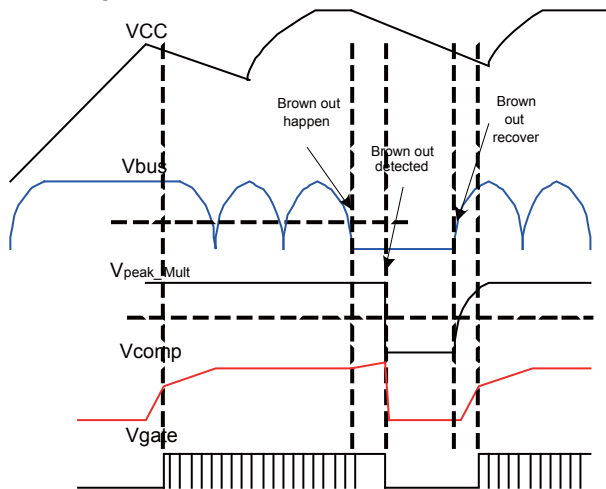 VCC
Brown out
happen
Brown
out
recover
Brown out
detected
Vbus
Vpeak_Mult
Vcomp
Vgate